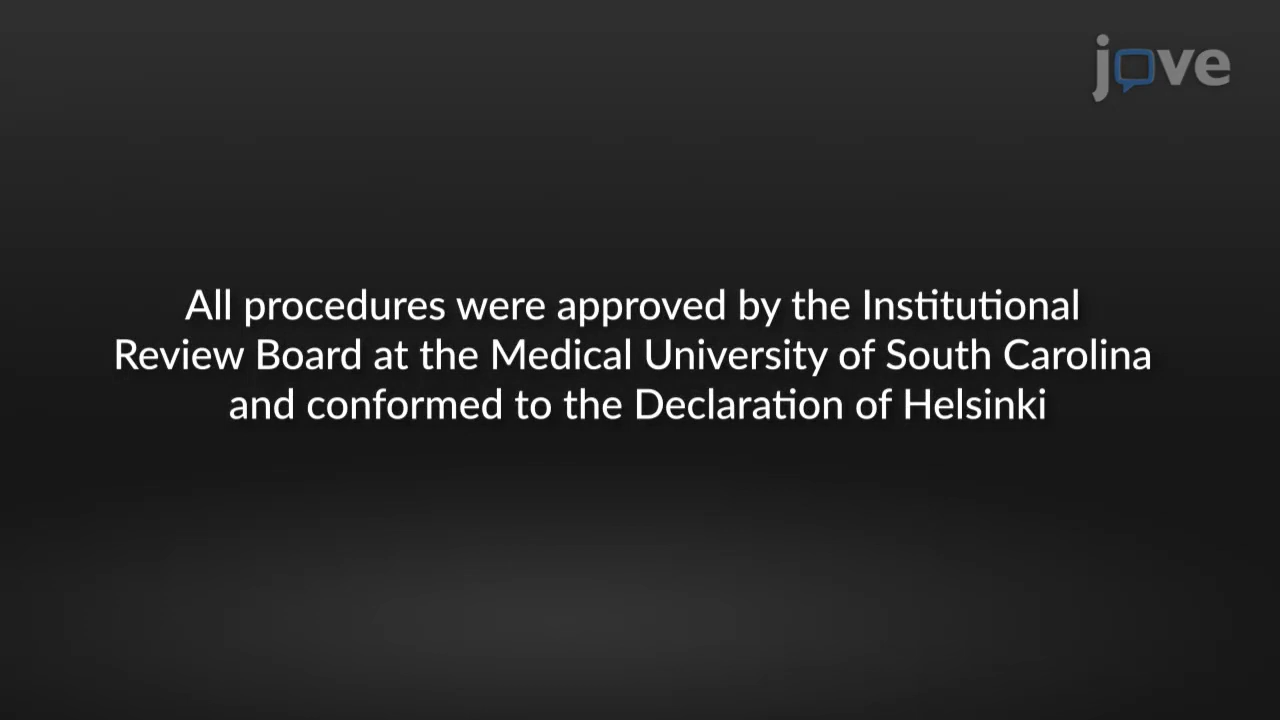 jove
All procedures were approved by the Institutional
Review Board at the Medical University of South Carolina
and conformed to the Declaration of Helsinki